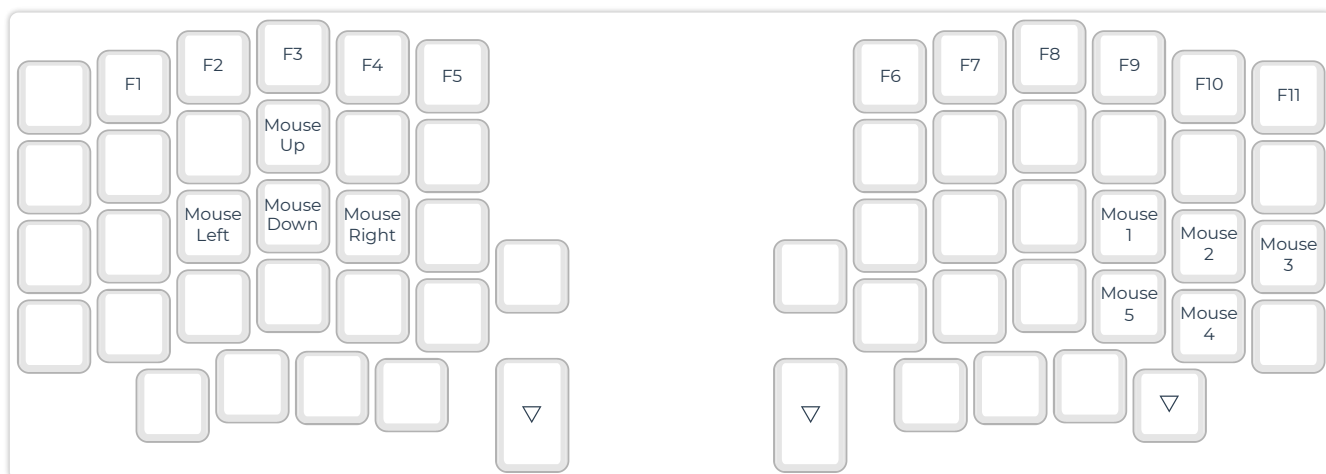 F1
F2
F3
F4
F5
F6
F7
F8
F9
F10
F11
Mouse
Up
Mouse
Left
Mouse
Down
Mouse
Right
Mouse
1
Mouse
2
Mouse
3
Mouse
5
Mouse
4
▽
▽
▽